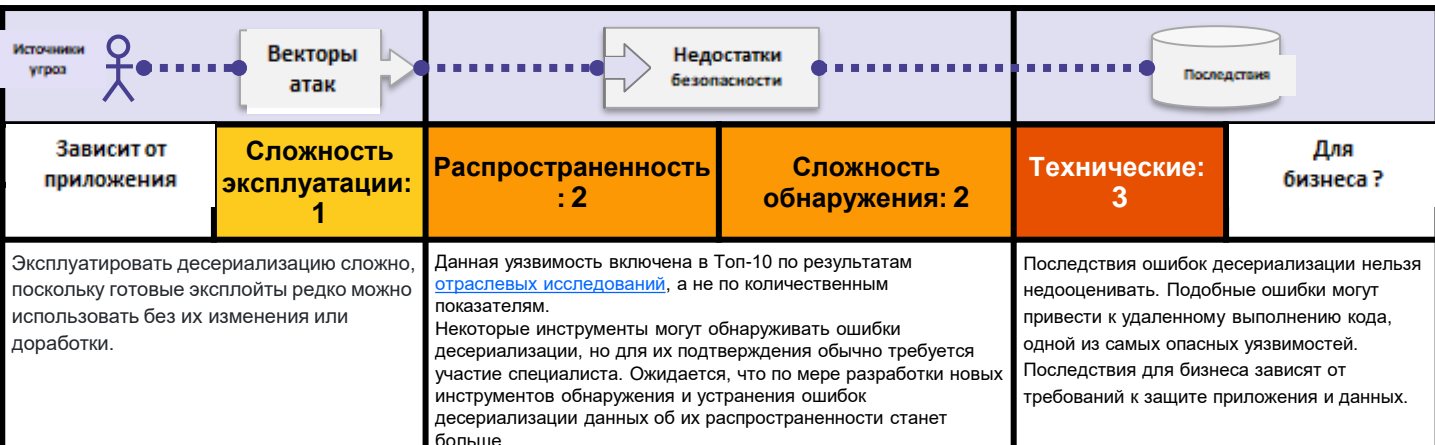 Источники
угроз
Векторы
атак
Недостатки
безопасности
Последствия
Зависит от
приложения
Сложность
эксплуатации:
1
Распространенность
: 2
Сложность
обнаружения: 2
Технические:
3
Для
бизнеса ?
Эксплуатировать десериализацию сложно,
поскольку готовые эксплойты редко можно
использовать без их изменения или
доработки.
Данная уязвимость включена в Топ-10 по результатам
отраслевых исследований, а не по количественным
показателям.
Некоторые инструменты могут обнаруживать ошибки
десериализации, но для их подтверждения обычно требуется
участие специалиста. Ожидается, что по мере разработки новых
инструментов обнаружения и устранения ошибок
десериализации данных об их распространенности станет
больше
Последствия ошибок десериализации нельзя
недооценивать. Подобные ошибки могут
привести к удаленному выполнению кода,
одной из самых опасных уязвимостей.
Последствия для бизнеса зависят от
требований к защите приложения и данных.